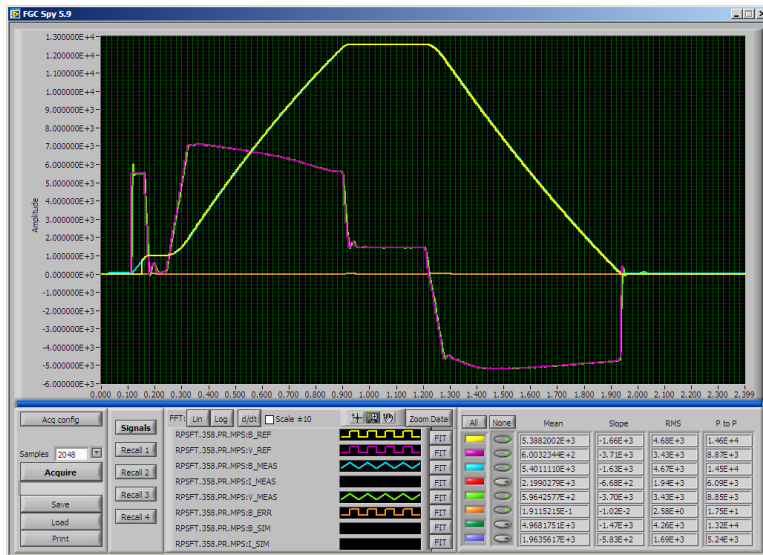 FGC Spy 5.9
1.300000E+4
1.200000E+4
1.100000E+4
1.000000E+4
9.000000E+3
8.000000E+3
7.000000E+3
6.000000E+3
5.000000E+3
4.000000E+3
3.000000E+3
2.000000E+3
1.000000E+3
0.000000E+0
-1.000000E+3
-2.000000E+3
-3.000000E+3
-4.000000E+3
-5.000000E+3
-6.000000E+3
Amplitude
0.000 0.100 0.200 0.300 0.400 0.500 0.600 0.700 0.800 0.900 1.000 1.100 1.200 1.300 1.400 1.500 1.600 1.700 1.800 1.900 2.000 2.100 2.200 2.300 2.399
Acq config
Samples 2048
Acquire
Save
Load
Print
Signals
Recall 1
Recall 2
Recall 3
Recall 4
FFT: Lin Log d/dt Scale ±10 Zoom Data
RPSFT.358.PR.MPS:B_REF FIT
RPSFT.358.PR.MPS:V_REF FIT
RPSFT.358.PR.MPS:B_MEAS FIT
RPSFT.358.PR.MPS:I_MEAS FIT
RPSFT.358.PR.MPS:V_MEAS FIT
RPSFT.358.PR.MPS:B_ERR FIT
RPSFT.358.PR.MPS:B_SIM FIT
RPSFT.358.PR.MPS:I_SIM FIT
All None Mean Slope RMS P to P
5.3882002E+3 -1.66E+3 4.68E+3 1.46E+4
6.0032344E+2 -3.71E+3 3.43E+3 8.87E+3
5.4011110E+3 -1.63E+3 4.67E+3 1.45E+4
2.1990279E+3 -6.68E+2 1.94E+3 6.09E+3
5.9642577E+2 -3.70E+3 3.43E+3 8.85E+3
1.9115215E-1 -1.02E-2 2.58E+0 1.75E+1
4.9681751E+3 -1.47E+3 4.26E+3 1.32E+4
1.9635617E+3 -5.83E+2 1.69E+3 5.24E+3